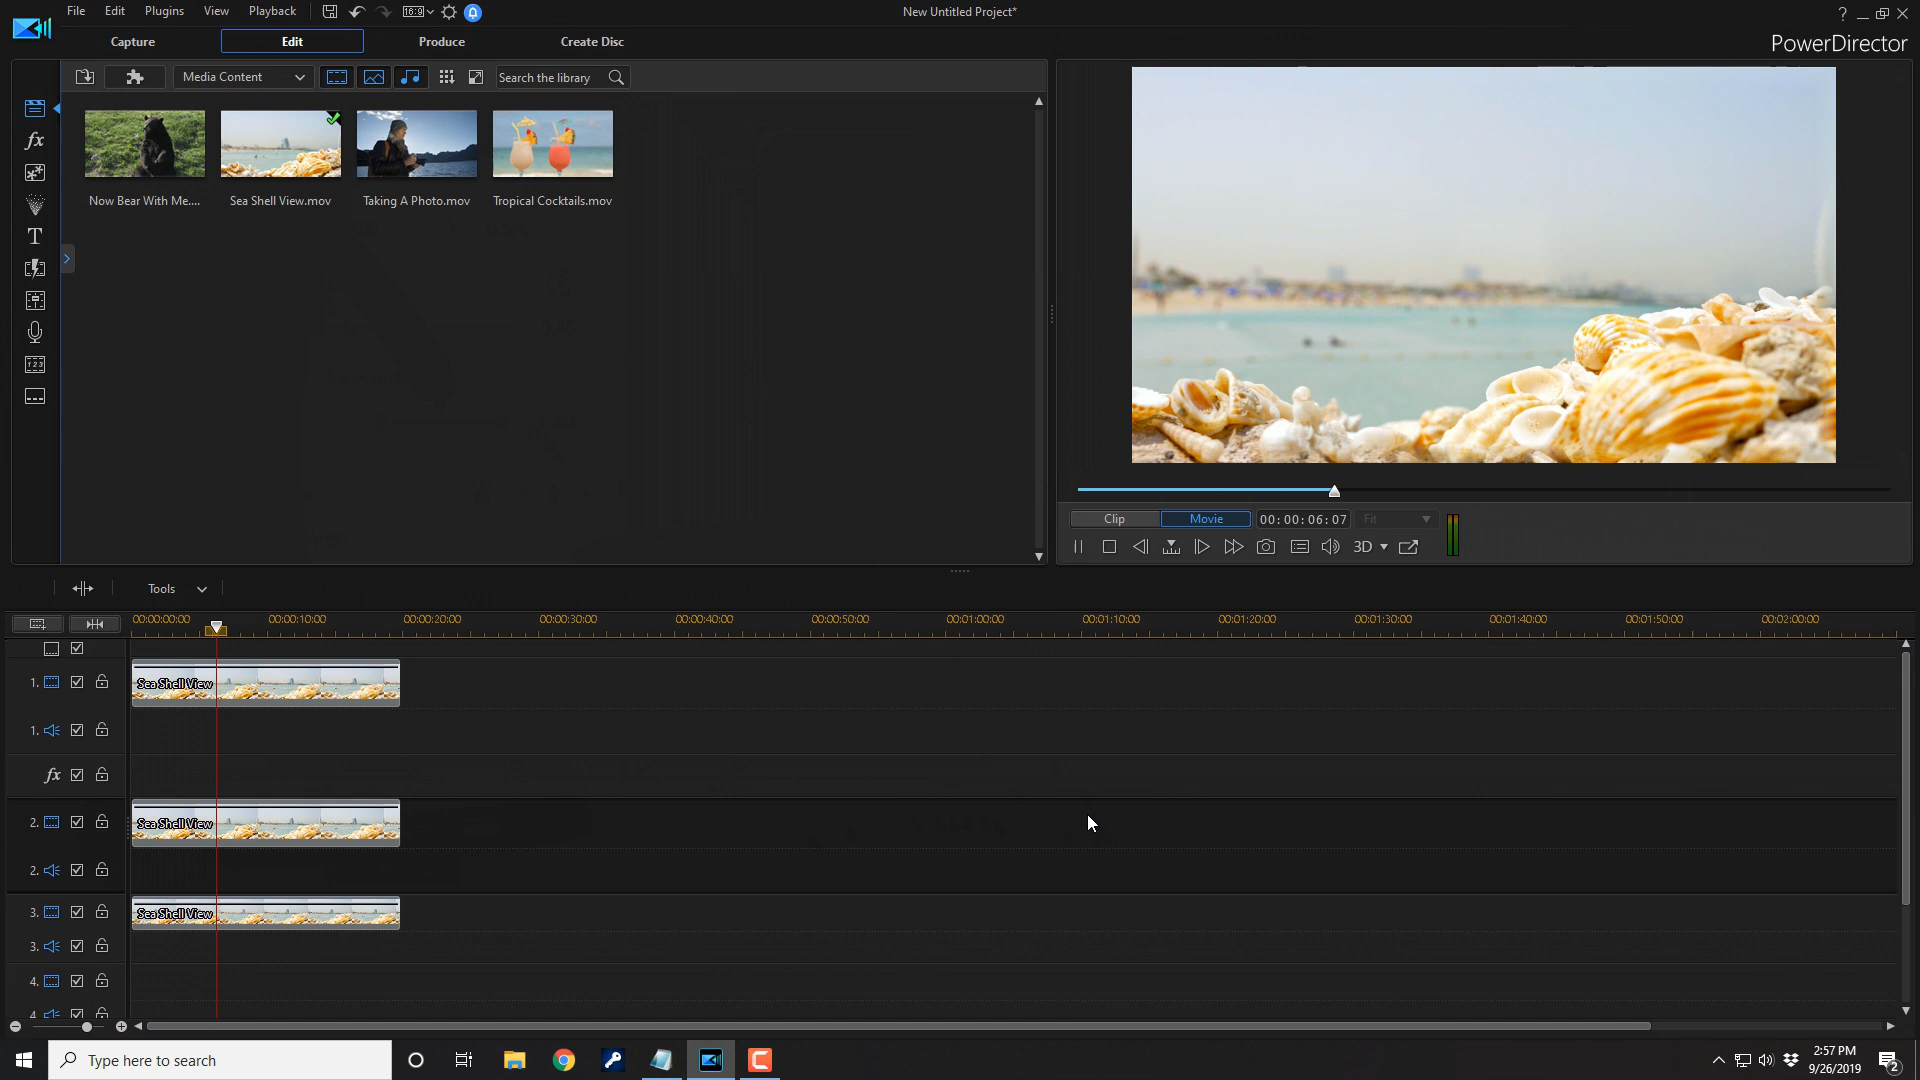 File Edit Plugins View Playback 16:9 New Untitled Project* ?
Capture Edit Produce Create Disc PowerDirector
Media Content Search the library
Now Bear With Me.... Sea Shell View.mov Taking A Photo.mov Tropical Cocktails.mov
fx
T
Clip Movie 00:00:06:07 Fit
3D
Tools
00:00:00:00 00:00:10:00 00:00:20:00 00:00:30:00 00:00:40:00 00:00:50:00 00:01:00:00 00:01:10:00 00:01:20:00 00:01:30:00 00:01:40:00 00:01:50:00 00:02:00:00
1. Sea Shell View
1.
fx
2. Sea Shell View
2.
3. Sea Shell View
3.
4.
4.
Type here to search
2:57 PM
9/26/2019
2